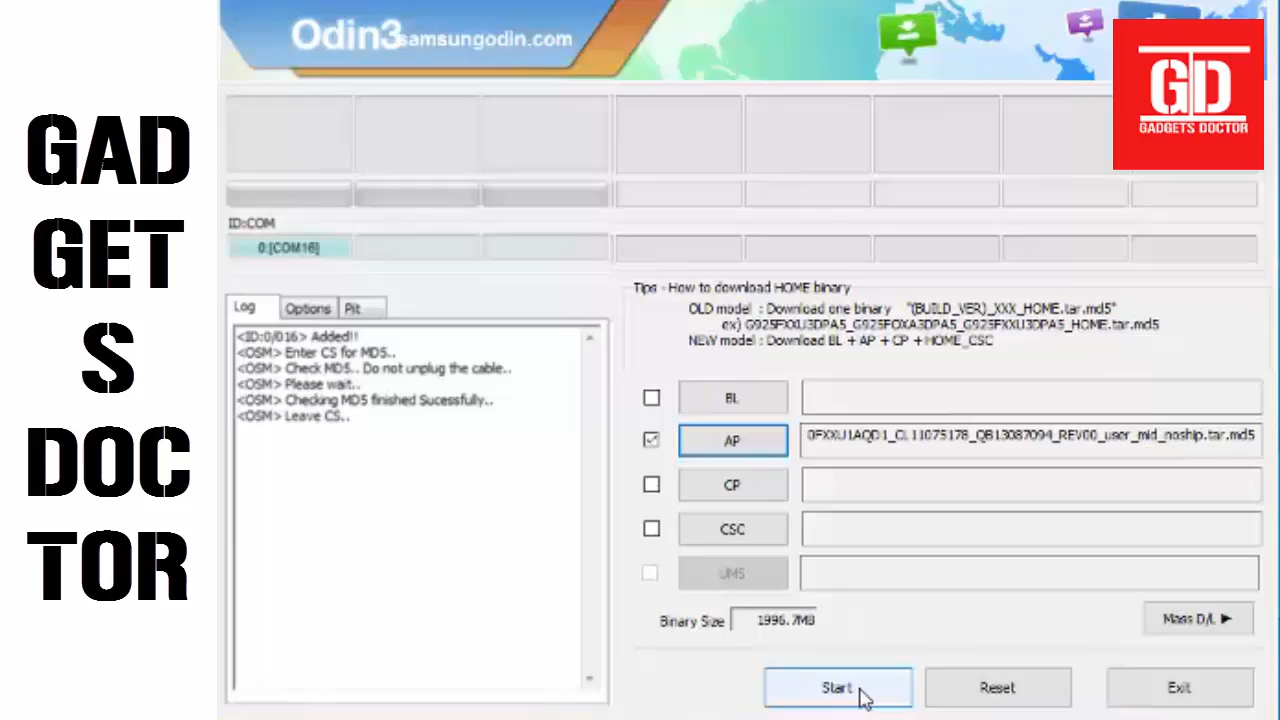 GAD
GET
S
DOC
TOR
Odin3
samsungodin.com
GD
GADGETS DOCTOR
ID:COM
0:[COM16]
Log
Options
Pit
<ID:0/016> Added!!
<OSM> Enter CS for MD5..
<OSM> Check MD5.. Do not unplug the cable..
<OSM> Please wait..
<OSM> Checking MD5 finished Sucessfully..
<OSM> Leave CS..
Tips - How to download HOME binary
OLD model : Download one binary "(BUILD_VER)_XXX_HOME.tar.md5"
ex) G925FXXU3DPA5_G925FOXA3DPA5_G925FXXU3DPA5_HOME.tar.md5
NEW model : Download BL + AP + CP + HOME_CSC
BL
AP
0FXXU1AQD1_CL11075178_QB13087094_REV00_user_mid_noship.tar.md5
CP
CSC
UMS
Binary Size
1996.7MB
Mass D/L ▶
Start
Reset
Exit